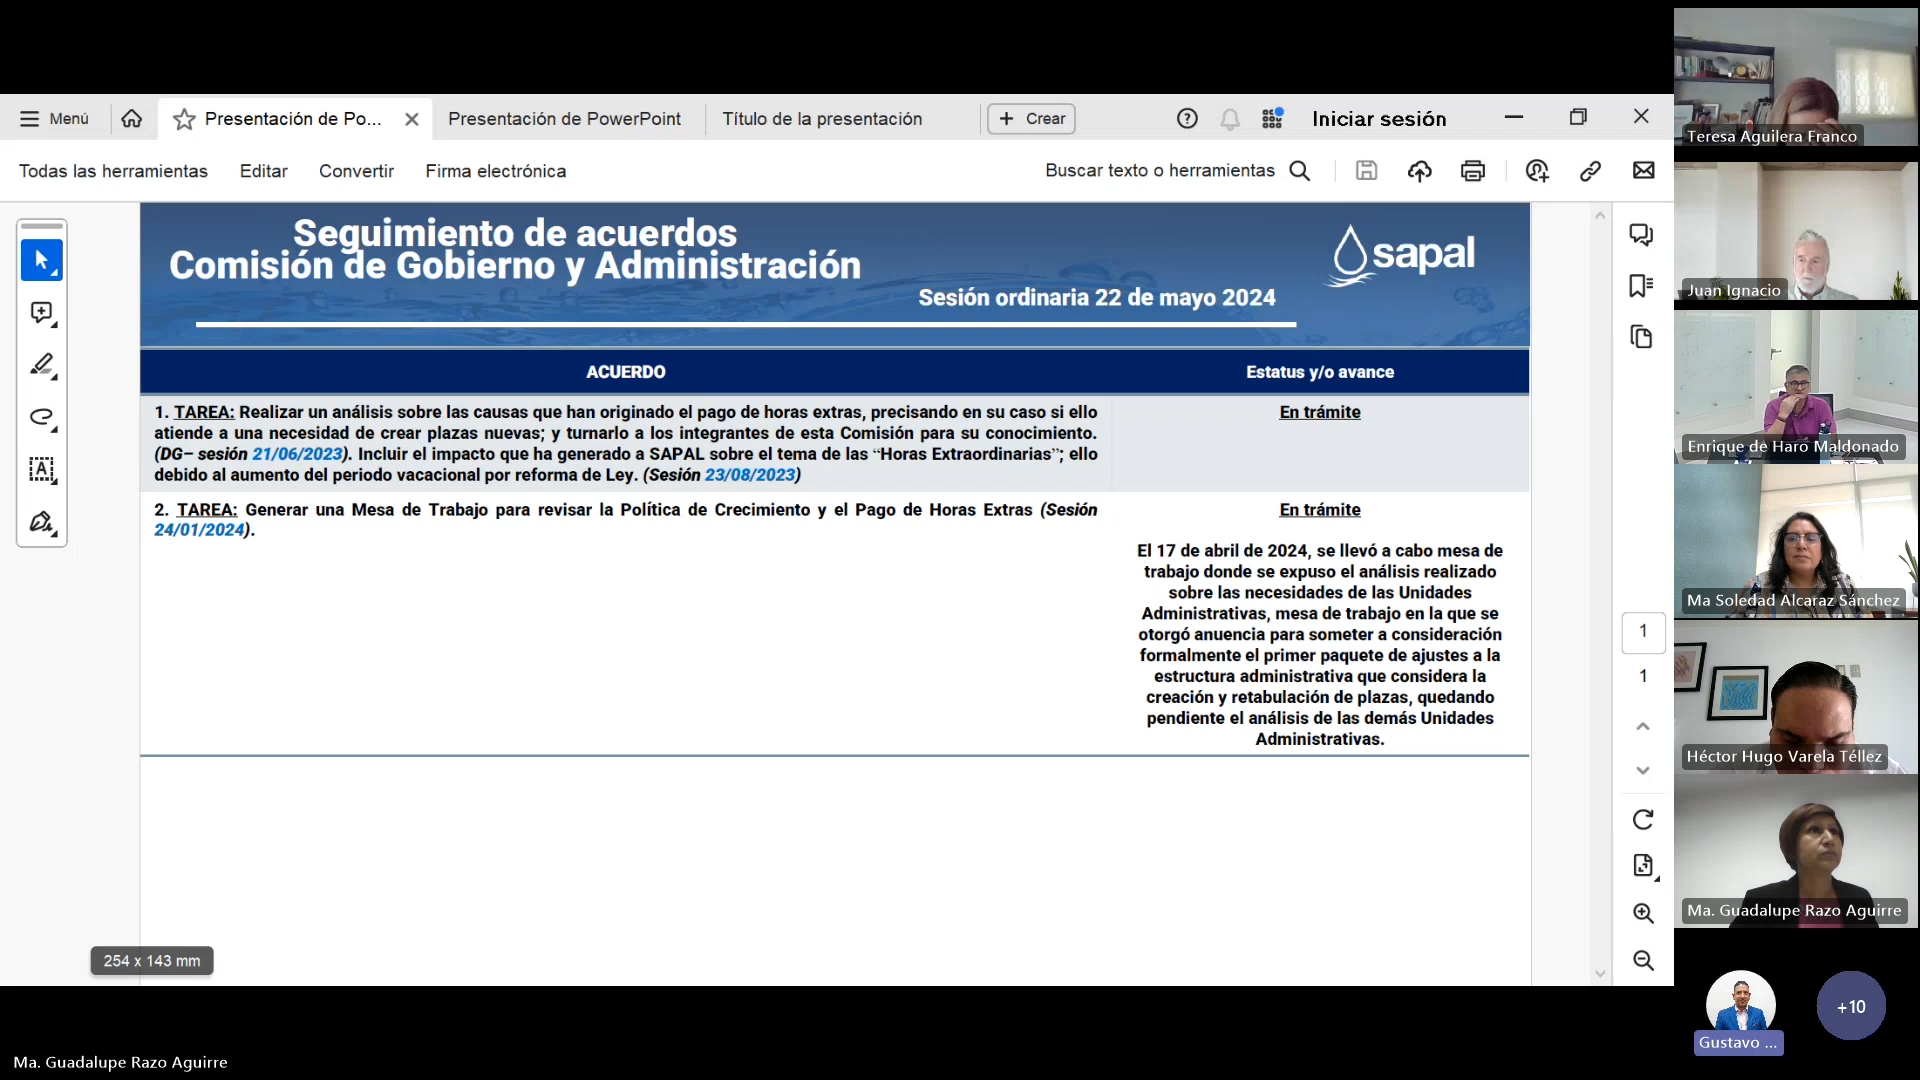 Menú
Presentación de Po...
Presentación de PowerPoint
Título de la presentación
Crear
Iniciar sesión
Todas las herramientas
Editar
Convertir
Firma electrónica
Buscar texto o herramientas
Seguimiento de acuerdos
Comisión de Gobierno y Administración
sapal
Sesión ordinaria 22 de mayo 2024
ACUERDO
Estatus y/o avance
1. TAREA: Realizar un análisis sobre las causas que han originado el pago de horas extras, precisando en su caso si ello
atiende a una necesidad de crear plazas nuevas; y turnarlo a los integrantes de esta Comisión para su conocimiento.
(DG– sesión 21/06/2023). Incluir el impacto que ha generado a SAPAL sobre el tema de las “Horas Extraordinarias”; ello
debido al aumento del periodo vacacional por reforma de Ley. (Sesión 23/08/2023)
En trámite
2. TAREA: Generar una Mesa de Trabajo para revisar la Política de Crecimiento y el Pago de Horas Extras (Sesión
24/01/2024).
En trámite
El 17 de abril de 2024, se llevó a cabo mesa de
trabajo donde se expuso el análisis realizado
sobre las necesidades de las Unidades
Administrativas, mesa de trabajo en la que se
otorgó anuencia para someter a consideración
formalmente el primer paquete de ajustes a la
estructura administrativa que considera la
creación y retabulación de plazas, quedando
pendiente el análisis de las demás Unidades
Administrativas.
1
1
254 x 143 mm
Teresa Aguilera Franco
Juan Ignacio
Enrique de Haro Maldonado
Ma Soledad Alcaraz Sánchez
Héctor Hugo Varela Téllez
Ma. Guadalupe Razo Aguirre
Gustavo ...
+10
Ma. Guadalupe Razo Aguirre